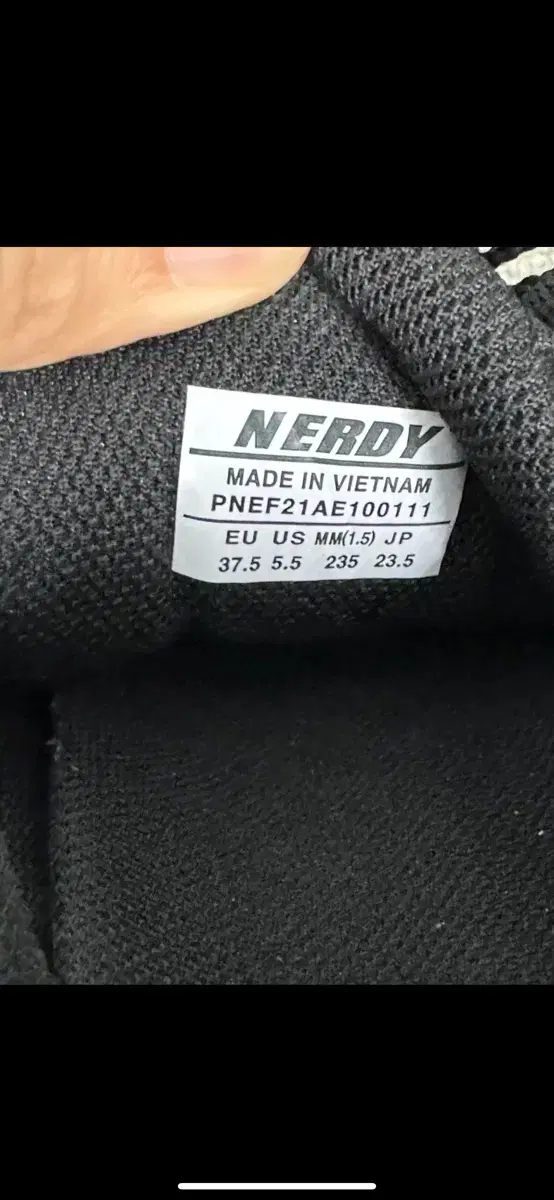 NERDY
MADE IN VIETNAM
PNEF21AE100111
EU US MM(1.5) JP
37.5 5.5 235 23.5